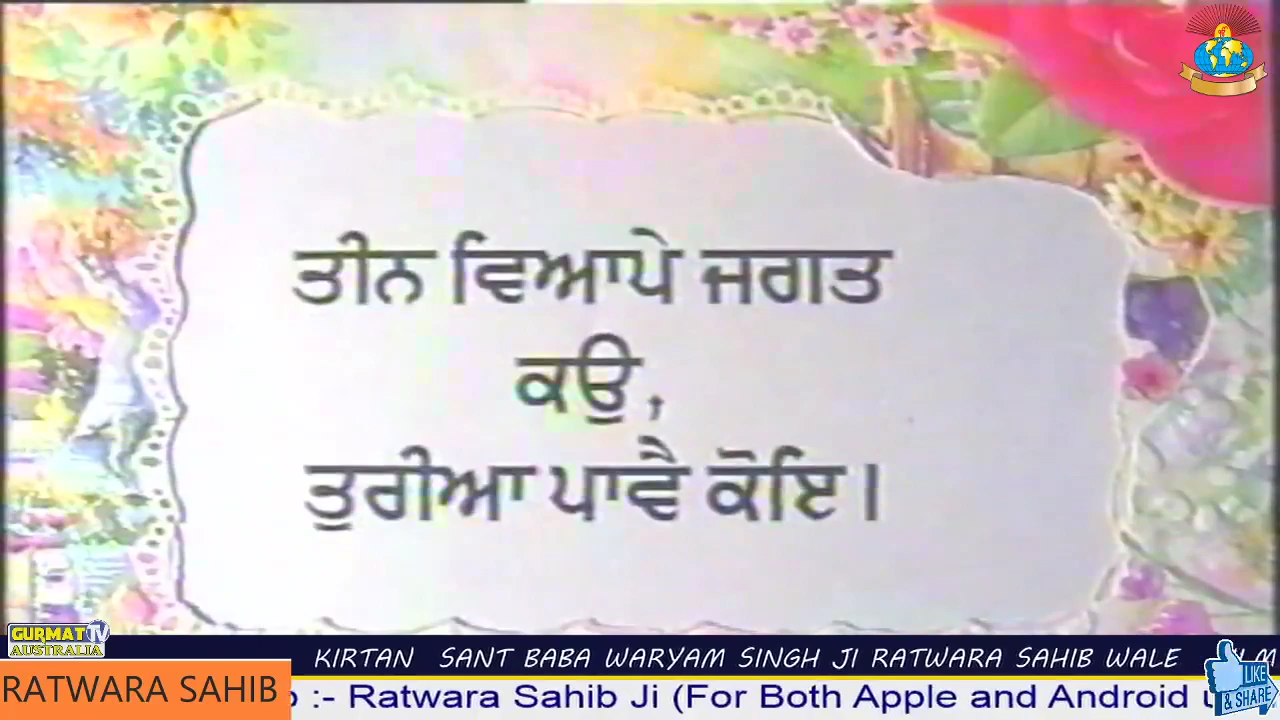 ਤੀਨ ਵਿਆਪੇ ਜਗਤ
ਕਉ,
ਤੁਰੀਆ ਪਾਵੈ ਕੋਇ।
GURMAT TV
AUSTRALIA
KIRTAN SANT BABA WARYAM SINGH JI RATWARA SAHIB WALE
RATWARA SAHIB
:- Ratwara Sahib Ji (For Both Apple and Android
LIKE
& SHARE